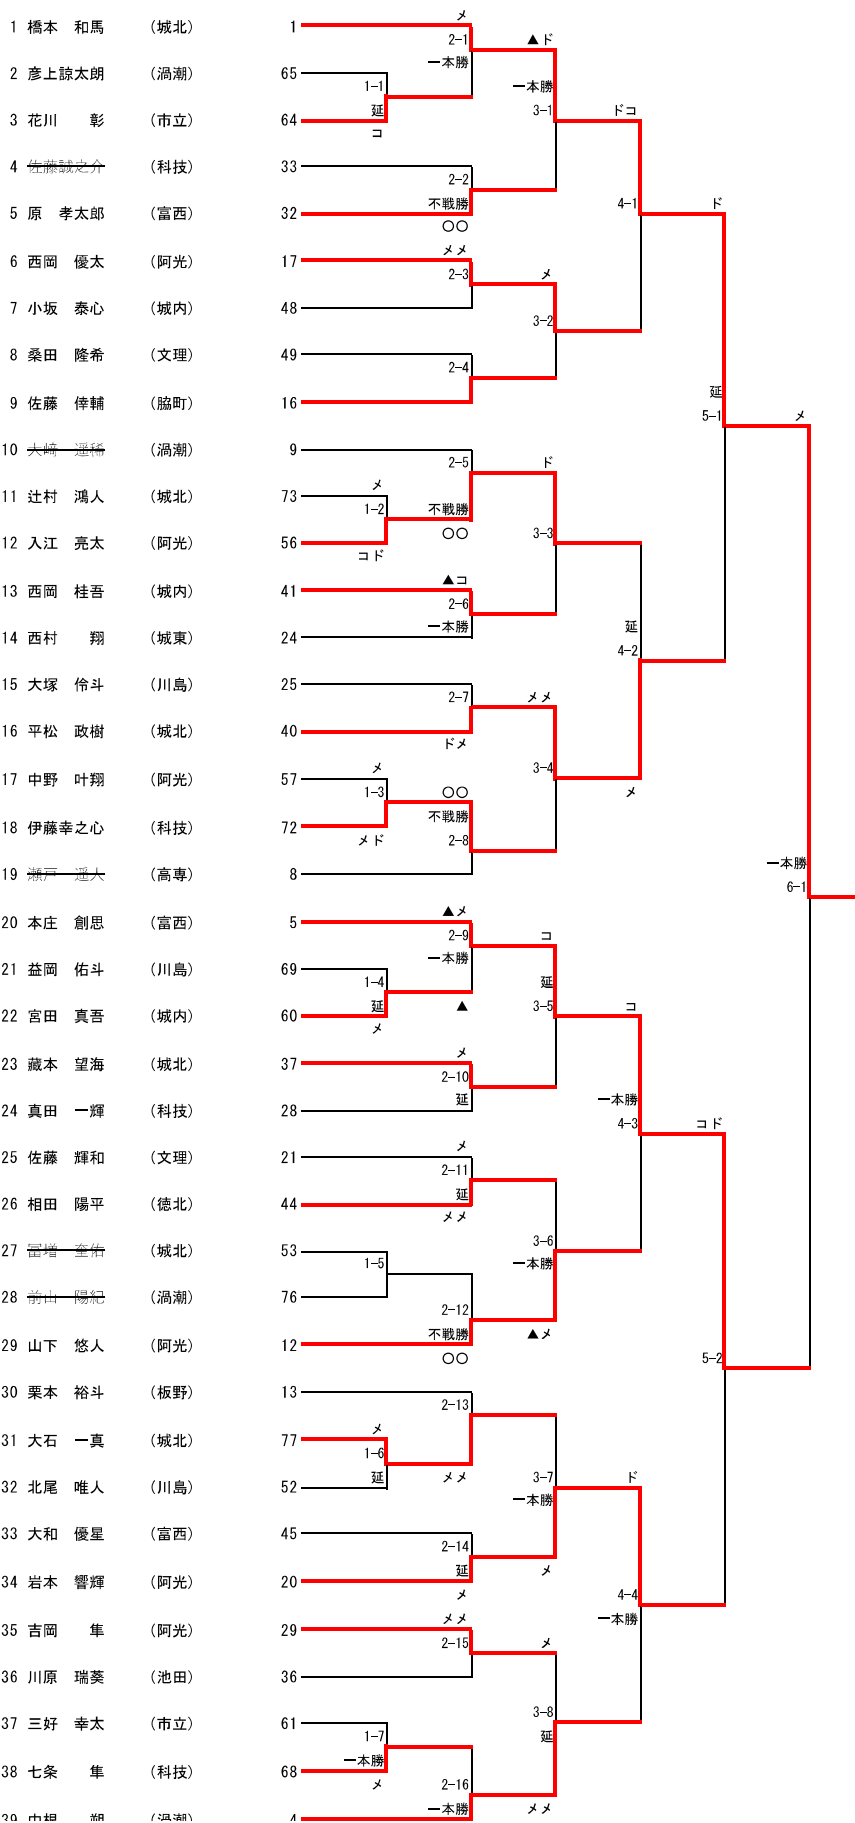 メ
1 橋本 和馬 （城北） 1
2-1 ▲ド
一本勝
2 彦上諒太朗 （渦潮） 65
1-1 一本勝
延 3-1 ドコ
3 花川 彰 （市立） 64
コ
4 佐藤誠之介 （科技） 33
2-2
不戦勝 4-1 ド
5 原 孝太郎 （富西） 32
〇〇
メメ
6 西岡 優太 （阿光） 17
2-3 メ
7 小坂 泰心 （城内） 48
3-2
8 桑田 隆希 （文理） 49
2-4
延
9 佐藤 倖輔 （脇町） 16
5-1 メ
10 大﨑 遥稀 （渦潮） 9
2-5 ド
メ
11 辻村 鴻人 （城北） 73
1-2 不戦勝
〇〇 3-3
12 入江 亮太 （阿光） 56
コド
▲コ
13 西岡 桂吾 （城内） 41
2-6
一本勝 延
14 西村 翔 （城東） 24
4-2
15 大塚 伶斗 （川島） 25
2-7 メメ
16 平松 政樹 （城北） 40
ドメ
メ 3-4
17 中野 叶翔 （阿光） 57
1-3 〇〇 メ
不戦勝
18 伊藤幸之心 （科技） 72
メド 2-8
一本勝
19 瀬戸 遥人 （高専） 8
6-1
▲メ
20 本庄 創思 （富西） 5
2-9 コ
一本勝
21 益岡 佑斗 （川島） 69
1-4 延
延 ▲ 3-5 コ
22 宮田 真吾 （城内） 60
メ
メ
23 藏本 望海 （城北） 37
2-10
延 一本勝
24 真田 一輝 （科技） 28
4-3 コド
メ
25 佐藤 輝和 （文理） 21
2-11
延
26 相田 陽平 （徳北） 44
メメ
3-6
27 冨増 奎佑 （城北） 53
1-5 一本勝
28 前山 陽紀 （渦潮） 76
2-12
不戦勝 ▲メ
29 山下 悠人 （阿光） 12
〇〇 5-2
30 栗本 裕斗 （板野） 13
2-13
メ
31 大石 一真 （城北） 77
1-6
延 メメ 3-7 ド
32 北尾 唯人 （川島） 52
一本勝
33 大和 優星 （富西） 45
2-14
延 メ
34 岩本 響輝 （阿光） 20
メ 4-4
メメ 一本勝
35 吉岡 隼 （阿光） 29
2-15 メ
36 川原 瑞葵 （池田） 36
3-8
37 三好 幸太 （市立） 61
1-7 延
一本勝
38 七条 隼 （科技） 68
メ 2-16
一本勝 メメ
39 中根 朔 （渦潮） 4